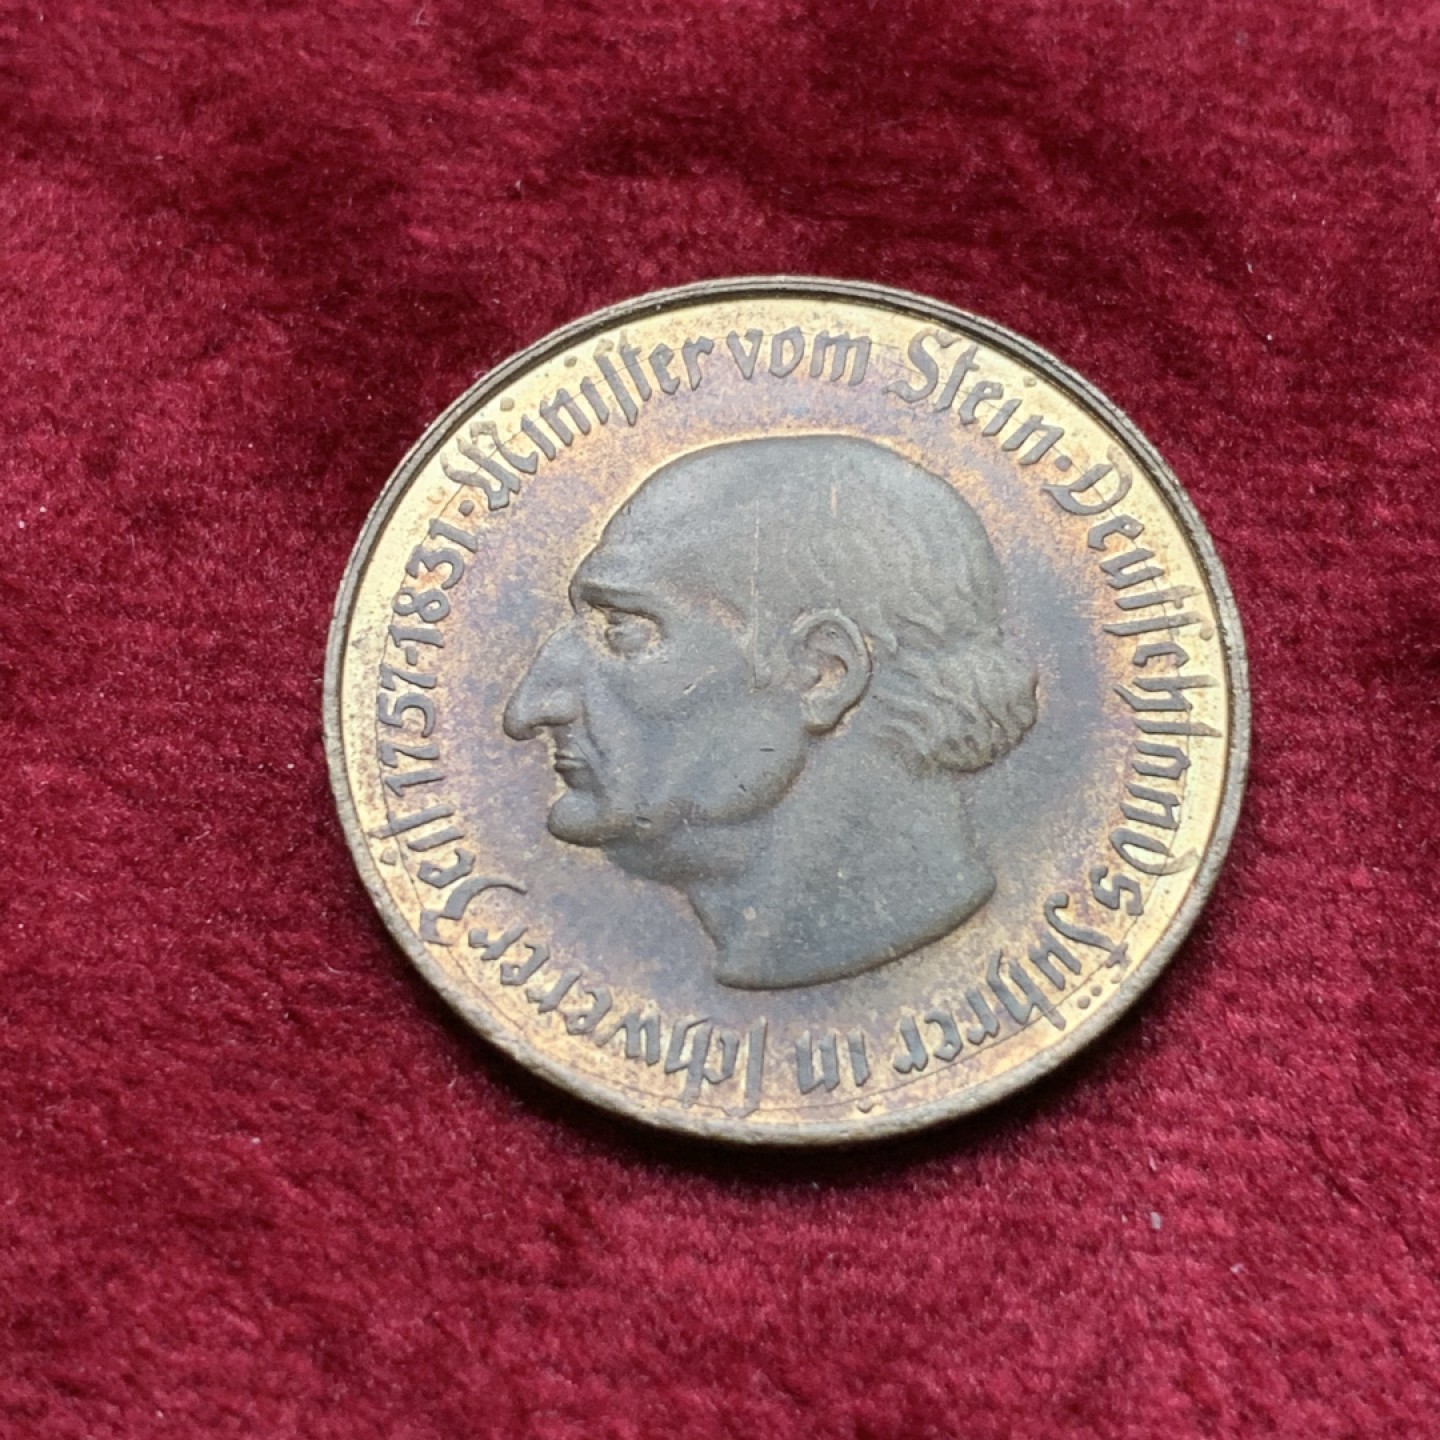 Minister vom Stein · Deutschlands Führer in schwerer Zeit 1757-1831 ·